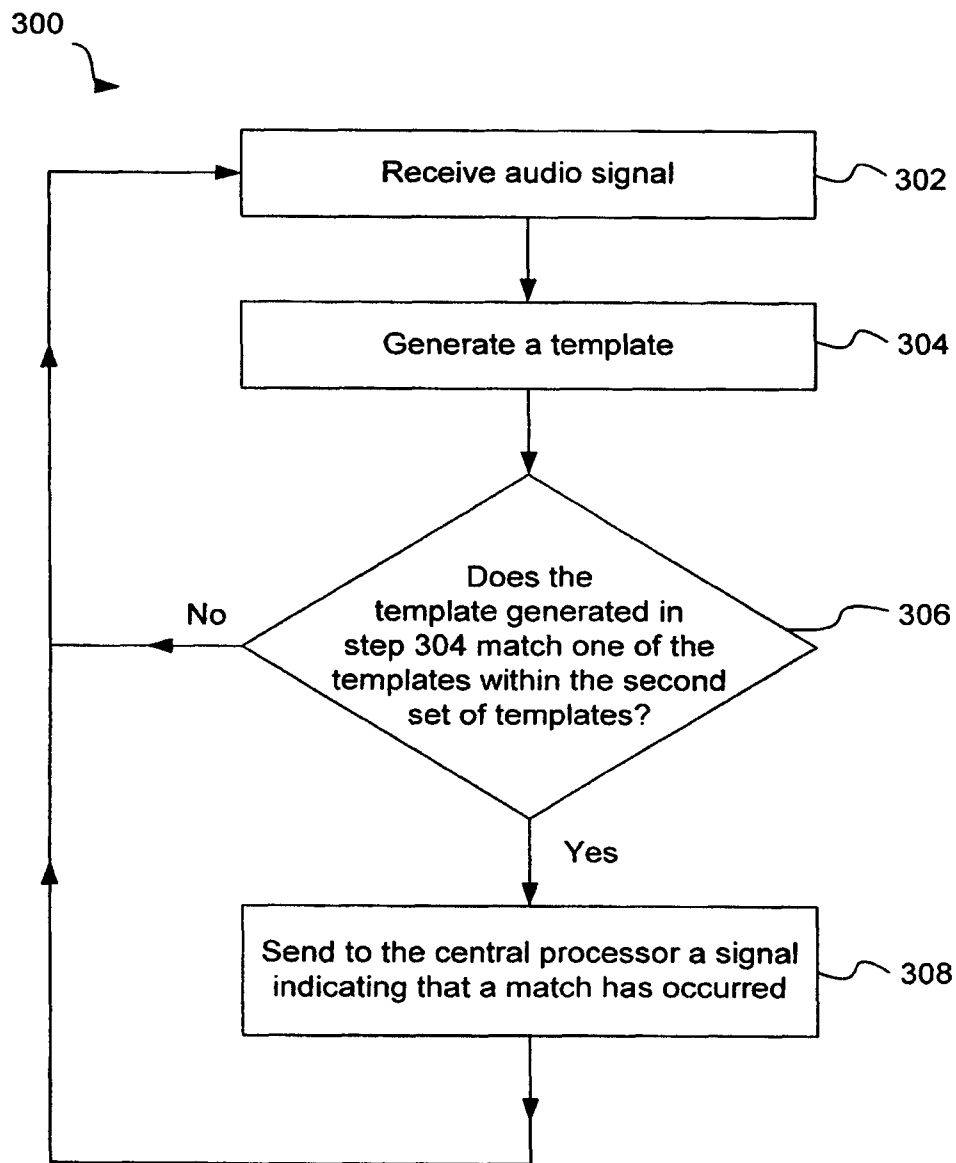 300
Receive audio signal
302
Generate a template
304
Does the
template generated in
step 304 match one of the
templates within the second
set of templates?
306
No
Yes
Send to the central processor a signal
indicating that a match has occurred
308